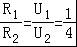 R₁/R₂ = U₁/U₂ = 1/4